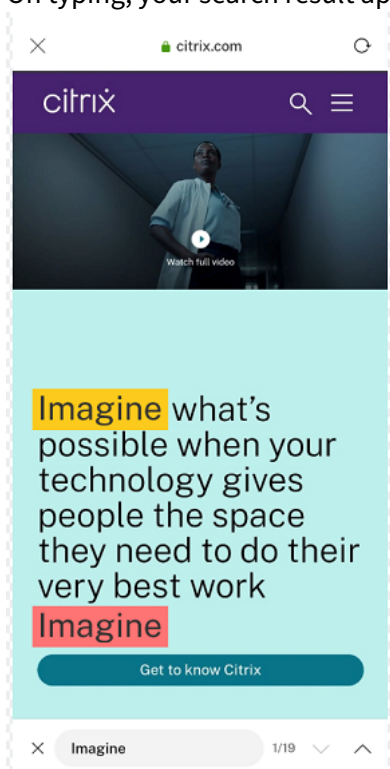 On typing, your search result ap
citrix.com
citrix
Watch full video
Imagine what’s
possible when your
technology gives
people the space
they need to do their
very best work
Imagine
Get to know Citrix
Imagine 1/19